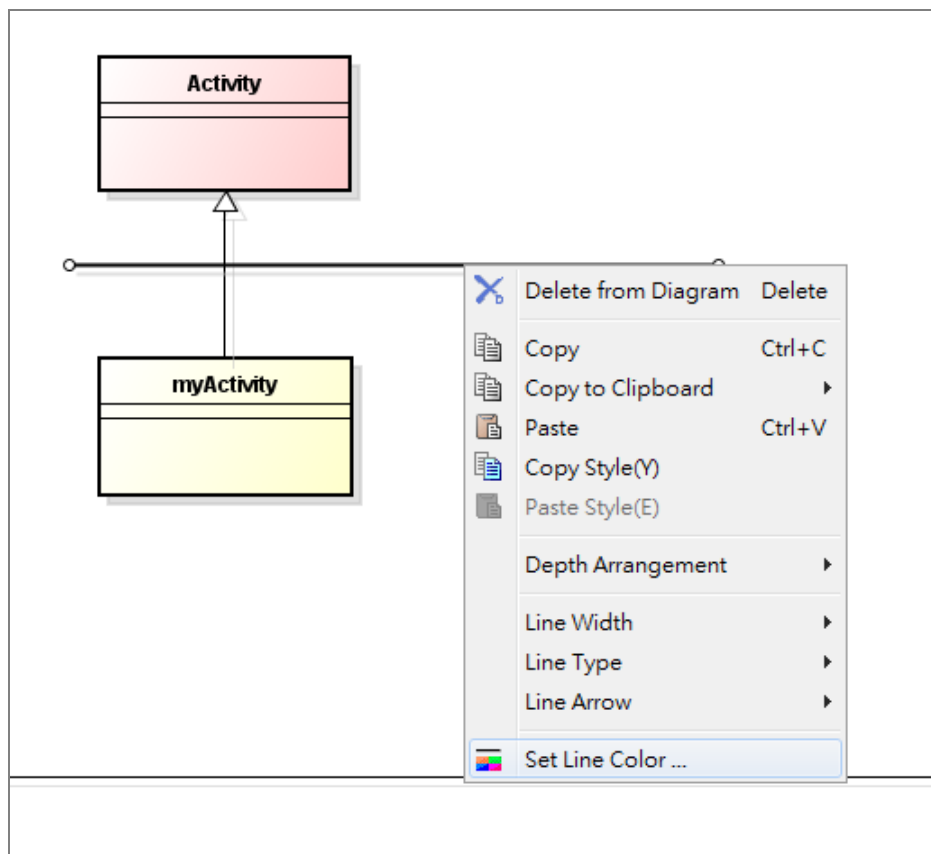 Activity
myActivity
Delete from Diagram Delete
Copy Ctrl+C
Copy to Clipboard
Paste Ctrl+V
Copy Style(Y)
Paste Style(E)
Depth Arrangement
Line Width
Line Type
Line Arrow
Set Line Color ...